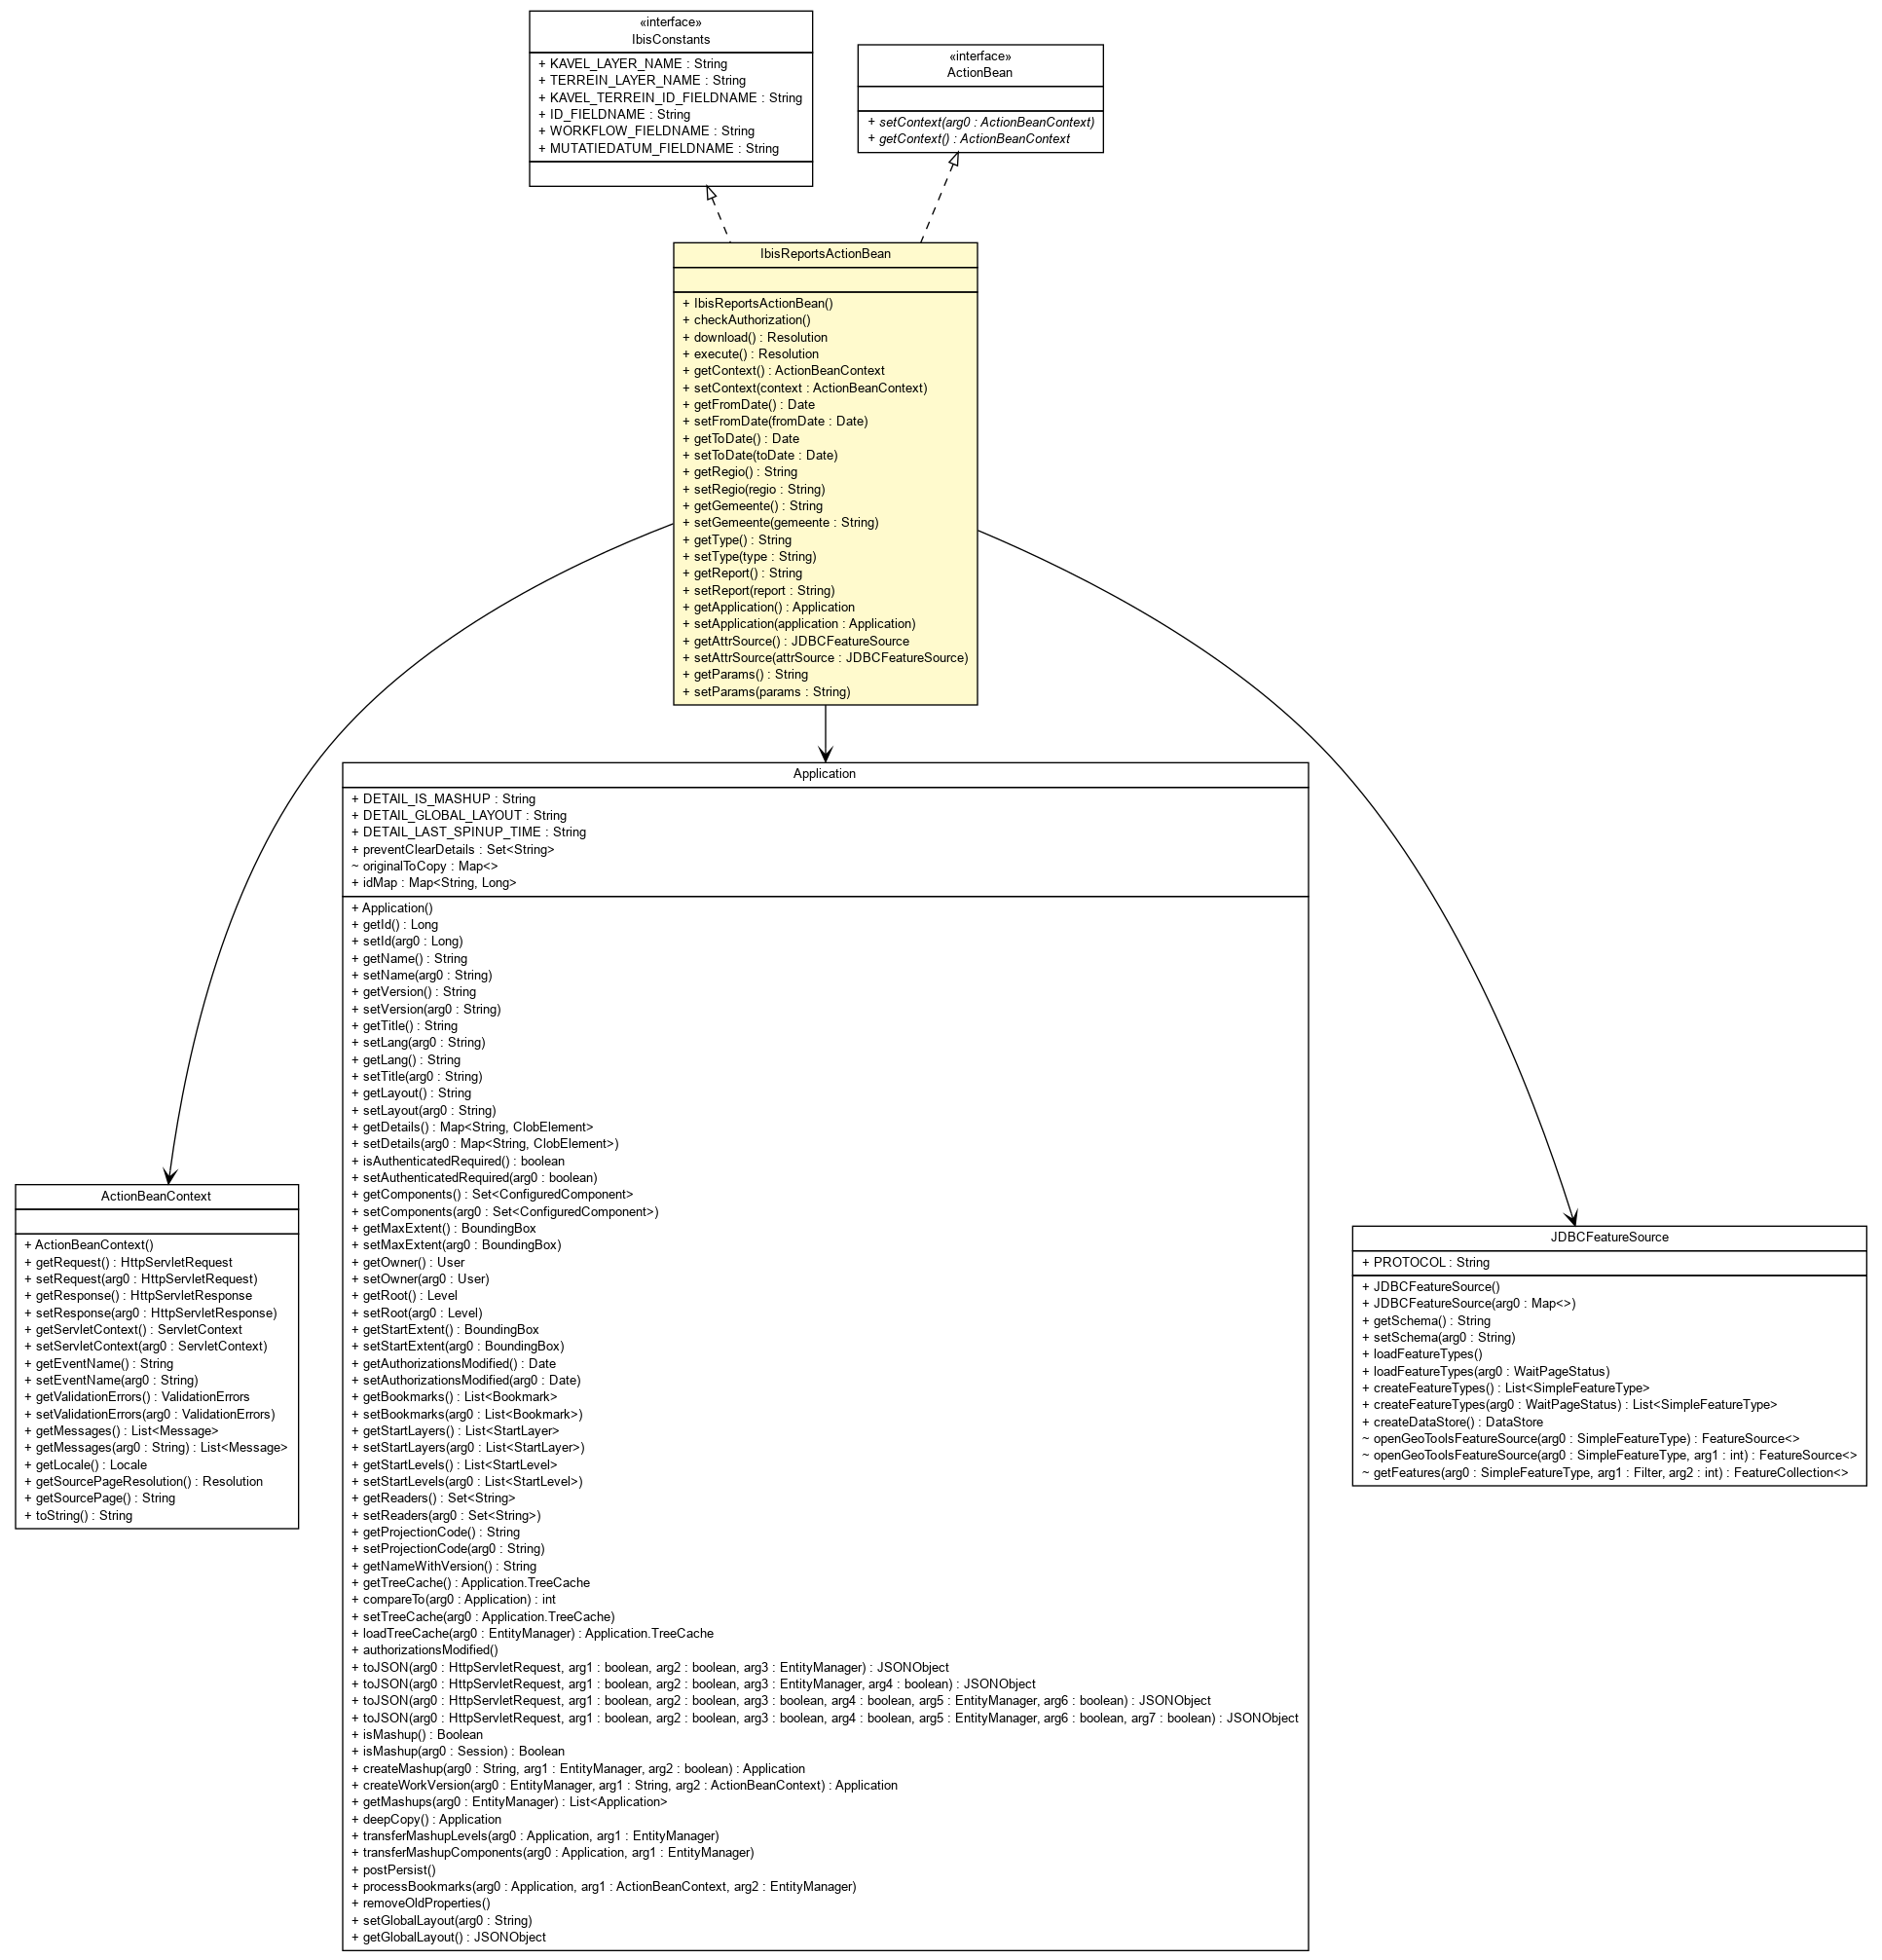 «interface»
IbisConstants
+ KAVEL_LAYER_NAME : String
+ TERREIN_LAYER_NAME : String
+ KAVEL_TERREIN_ID_FIELDNAME : String
+ ID_FIELDNAME : String
+ WORKFLOW_FIELDNAME : String
+ MUTATIEDATUM_FIELDNAME : String
«interface»
ActionBean
+ setContext(arg0 : ActionBeanContext)
+ getContext() : ActionBeanContext
IbisReportsActionBean
+ IbisReportsActionBean()
+ checkAuthorization()
+ download() : Resolution
+ execute() : Resolution
+ getContext() : ActionBeanContext
+ setContext(context : ActionBeanContext)
+ getFromDate() : Date
+ setFromDate(fromDate : Date)
+ getToDate() : Date
+ setToDate(toDate : Date)
+ getRegio() : String
+ setRegio(regio : String)
+ getGemeente() : String
+ setGemeente(gemeente : String)
+ getType() : String
+ setType(type : String)
+ getReport() : String
+ setReport(report : String)
+ getApplication() : Application
+ setApplication(application : Application)
+ getAttrSource() : JDBCFeatureSource
+ setAttrSource(attrSource : JDBCFeatureSource)
+ getParams() : String
+ setParams(params : String)
ActionBeanContext
+ ActionBeanContext()
+ getRequest() : HttpServletRequest
+ setRequest(arg0 : HttpServletRequest)
+ getResponse() : HttpServletResponse
+ setResponse(arg0 : HttpServletResponse)
+ getServletContext() : ServletContext
+ setServletContext(arg0 : ServletContext)
+ getEventName() : String
+ setEventName(arg0 : String)
+ getValidationErrors() : ValidationErrors
+ setValidationErrors(arg0 : ValidationErrors)
+ getMessages() : List<Message>
+ getMessages(arg0 : String) : List<Message>
+ getLocale() : Locale
+ getSourcePageResolution() : Resolution
+ getSourcePage() : String
+ toString() : String
Application
+ DETAIL_IS_MASHUP : String
+ DETAIL_GLOBAL_LAYOUT : String
+ DETAIL_LAST_SPINUP_TIME : String
+ preventClearDetails : Set<String>
~ originalToCopy : Map<>
+ idMap : Map<String, Long>
+ Application()
+ getId() : Long
+ setId(arg0 : Long)
+ getName() : String
+ setName(arg0 : String)
+ getVersion() : String
+ setVersion(arg0 : String)
+ getTitle() : String
+ setLang(arg0 : String)
+ getLang() : String
+ setTitle(arg0 : String)
+ getLayout() : String
+ setLayout(arg0 : String)
+ getDetails() : Map<String, ClobElement>
+ setDetails(arg0 : Map<String, ClobElement>)
+ isAuthenticatedRequired() : boolean
+ setAuthenticatedRequired(arg0 : boolean)
+ getComponents() : Set<ConfiguredComponent>
+ setComponents(arg0 : Set<ConfiguredComponent>)
+ getMaxExtent() : BoundingBox
+ setMaxExtent(arg0 : BoundingBox)
+ getOwner() : User
+ setOwner(arg0 : User)
+ getRoot() : Level
+ setRoot(arg0 : Level)
+ getStartExtent() : BoundingBox
+ setStartExtent(arg0 : BoundingBox)
+ getAuthorizationsModified() : Date
+ setAuthorizationsModified(arg0 : Date)
+ getBookmarks() : List<Bookmark>
+ setBookmarks(arg0 : List<Bookmark>)
+ getStartLayers() : List<StartLayer>
+ setStartLayers(arg0 : List<StartLayer>)
+ getStartLevels() : List<StartLevel>
+ setStartLevels(arg0 : List<StartLevel>)
+ getReaders() : Set<String>
+ setReaders(arg0 : Set<String>)
+ getProjectionCode() : String
+ setProjectionCode(arg0 : String)
+ getNameWithVersion() : String
+ getTreeCache() : Application.TreeCache
+ compareTo(arg0 : Application) : int
+ setTreeCache(arg0 : Application.TreeCache)
+ loadTreeCache(arg0 : EntityManager) : Application.TreeCache
+ authorizationsModified()
+ toJSON(arg0 : HttpServletRequest, arg1 : boolean, arg2 : boolean, arg3 : EntityManager) : JSONObject
+ toJSON(arg0 : HttpServletRequest, arg1 : boolean, arg2 : boolean, arg3 : EntityManager, arg4 : boolean) : JSONObject
+ toJSON(arg0 : HttpServletRequest, arg1 : boolean, arg2 : boolean, arg3 : boolean, arg4 : boolean, arg5 : EntityManager, arg6 : boolean) : JSONObject
+ toJSON(arg0 : HttpServletRequest, arg1 : boolean, arg2 : boolean, arg3 : boolean, arg4 : boolean, arg5 : EntityManager, arg6 : boolean, arg7 : boolean) : JSONObject
+ isMashup() : Boolean
+ isMashup(arg0 : Session) : Boolean
+ createMashup(arg0 : String, arg1 : EntityManager, arg2 : boolean) : Application
+ createWorkVersion(arg0 : EntityManager, arg1 : String, arg2 : ActionBeanContext) : Application
+ getMashups(arg0 : EntityManager) : List<Application>
+ deepCopy() : Application
+ transferMashupLevels(arg0 : Application, arg1 : EntityManager)
+ transferMashupComponents(arg0 : Application, arg1 : EntityManager)
+ postPersist()
+ processBookmarks(arg0 : Application, arg1 : ActionBeanContext, arg2 : EntityManager)
+ removeOldProperties()
+ setGlobalLayout(arg0 : String)
+ getGlobalLayout() : JSONObject
JDBCFeatureSource
+ PROTOCOL : String
+ JDBCFeatureSource()
+ JDBCFeatureSource(arg0 : Map<>)
+ getSchema() : String
+ setSchema(arg0 : String)
+ loadFeatureTypes()
+ loadFeatureTypes(arg0 : WaitPageStatus)
+ createFeatureTypes() : List<SimpleFeatureType>
+ createFeatureTypes(arg0 : WaitPageStatus) : List<SimpleFeatureType>
+ createDataStore() : DataStore
~ openGeoToolsFeatureSource(arg0 : SimpleFeatureType) : FeatureSource<>
~ openGeoToolsFeatureSource(arg0 : SimpleFeatureType, arg1 : int) : FeatureSource<>
~ getFeatures(arg0 : SimpleFeatureType, arg1 : Filter, arg2 : int) : FeatureCollection<>